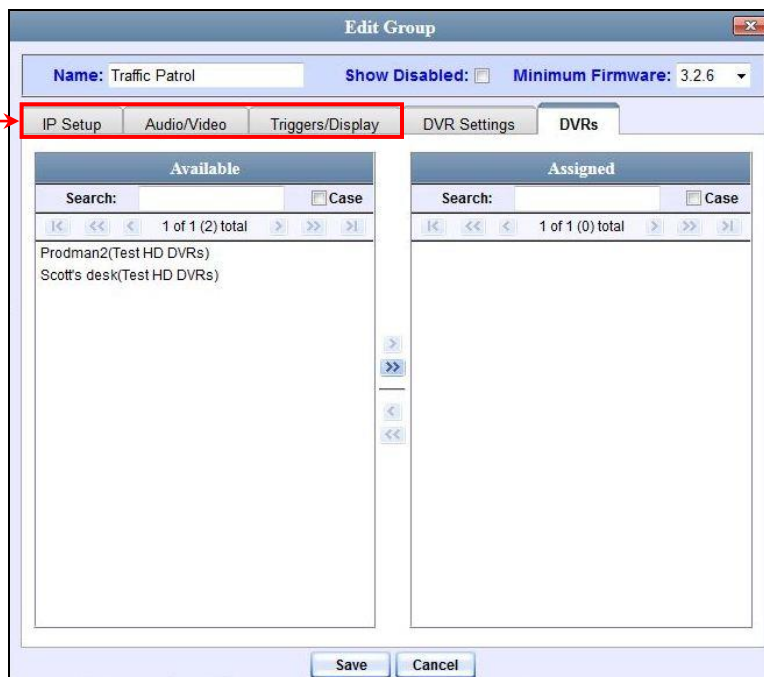 Edit Group
Name: Traffic Patrol Show Disabled: Minimum Firmware: 3.2.6
IP Setup Audio/Video Triggers/Display DVR Settings DVRs
Available
Search: Case
1 of 1 (2) total
Prodman2(Test HD DVRs)
Scott's desk(Test HD DVRs)
Assigned
Search: Case
1 of 1 (0) total
Save Cancel